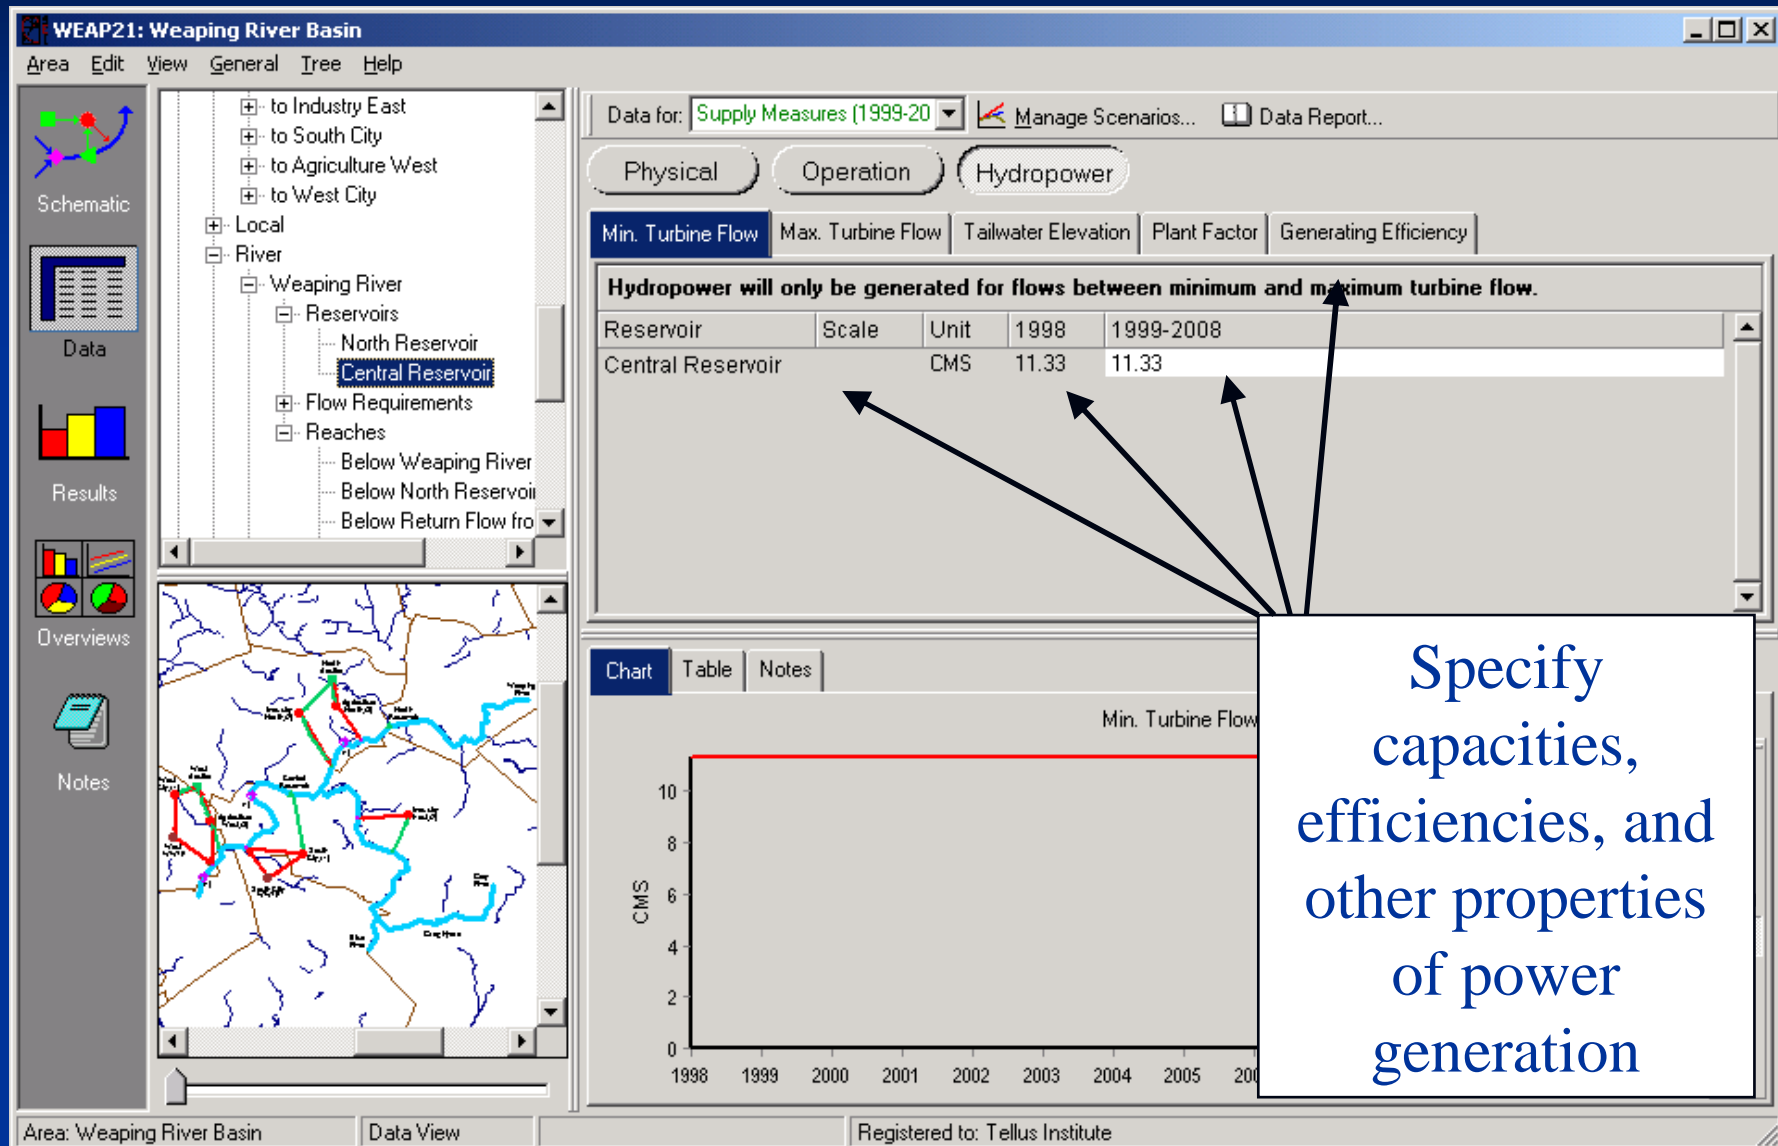 WEAP21: Weaping River Basin
Area Edit View General Tree Help
Schematic
Data
Results
Overviews
Notes
to Industry East
to South City
to Agriculture West
to West City
Local
River
Weaping River
Reservoirs
North Reservoir
Central Reservoir
Flow Requirements
Reaches
Below Weaping River
Below North Reservoir
Below Return Flow fro
Data for: Supply Measures (1999-20 Manage Scenarios... Data Report...
Physical Operation Hydropower
Min. Turbine Flow Max. Turbine Flow Tailwater Elevation Plant Factor Generating Efficiency
Hydropower will only be generated for flows between minimum and maximum turbine flow.
Reservoir Scale Unit 1998 1999-2008
Central Reservoir CMS 11.33 11.33
Chart Table Notes
Min. Turbine Flow
CMS
10
8
6
4
2
0
1998 1999 2000 2001 2002 2003 2004 2005
Specify
capacities,
efficiencies, and
other properties
of power
generation
Area: Weaping River Basin Data View Registered to: Tellus Institute